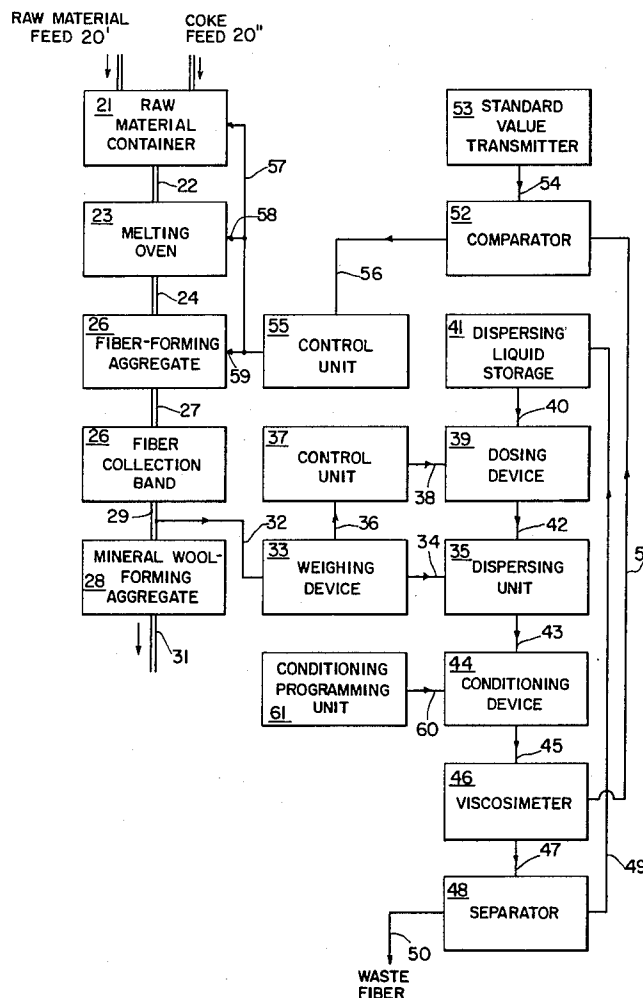 RAW MATERIAL
FEED 20'
COKE
FEED 20"
21 RAW
MATERIAL
CONTAINER
22
57
23 MELTING
OVEN
58
24
26
FIBER-FORMING
AGGREGATE
59
27
26 FIBER
COLLECTION
BAND
29
32
MINERAL WOOL-
FORMING
28 AGGREGATE
31
53 STANDARD
VALUE
TRANSMITTER
54
52
COMPARATOR
56
55
CONTROL
UNIT
41 DISPERSING
LIQUID
STORAGE
40
37
CONTROL
UNIT
38
39
DOSING
DEVICE
36
42
33
WEIGHING
DEVICE
34
35
DISPERSING
UNIT
43
CONDITIONING
PROGRAMMING
61 UNIT
60
44
CONDITIONING
DEVICE
45
46
VISCOSIMETER
47
49
48
SEPARATOR
50
WASTE
FIBER